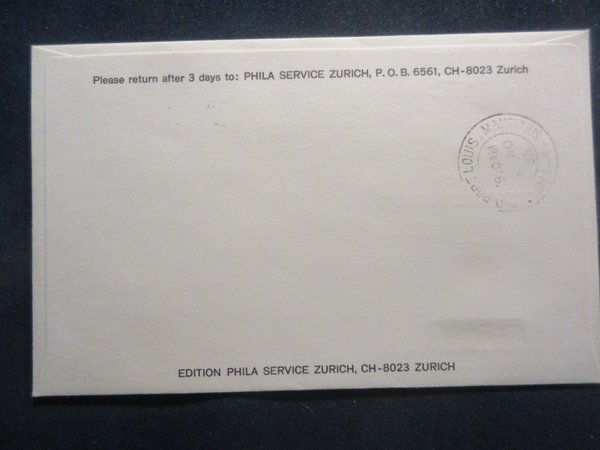 Please return after 3 days to: PHILA SERVICE ZURICH, P. O. B. 6561, CH-8023 Zurich
PORT LOUIS. MAURITIUS
EDITION PHILA SERVICE ZURICH, CH-8023 ZURICH